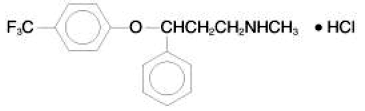 F₃C O CHCH₂CH₂NHCH₃ • HCl